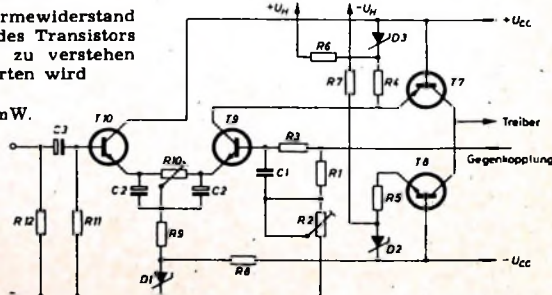 rmewiderstand
des Transistors
zu verstehen
rten wird
nW.
+U_H
-U_H
+U_CC
D3
R6
R7
R4
T7
Treiber
C3
T10
T9
R3
R10
Gegenkopplung
T8
C2
C2
C1
R1
R5
R12
R11
R9
R2
D2
R8
-U_CC
D1